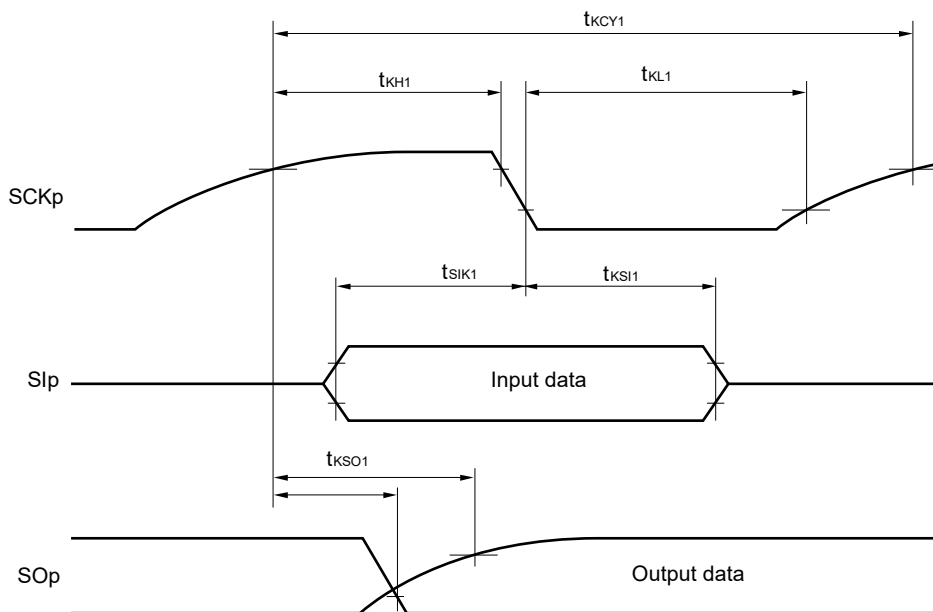 tKCY1
tKH1
tKL1
SCKp
tSIK1
tKSI1
SIp
Input data
tKSO1
SOp
Output data